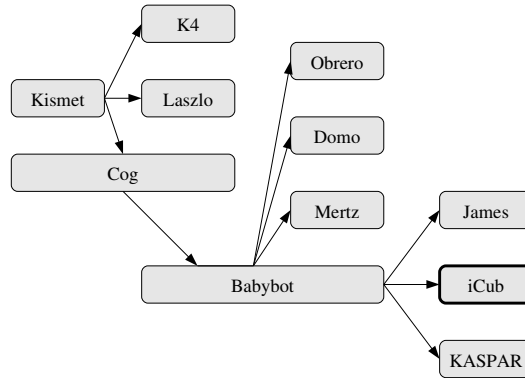 K4
Obrero
Kismet
Laszlo
Domo
Cog
Mertz
James
Babybot
iCub
KASPAR